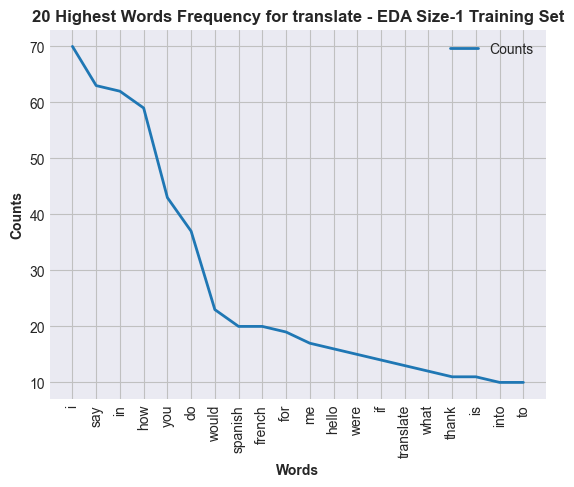 20 Highest Words Frequency for translate - EDA Size-1 Training Set
Counts
70
60
50
40
30
20
10
Counts
i
say
in
how
you
do
would
spanish
french
for
me
hello
were
if
translate
what
thank
is
into
to
Words